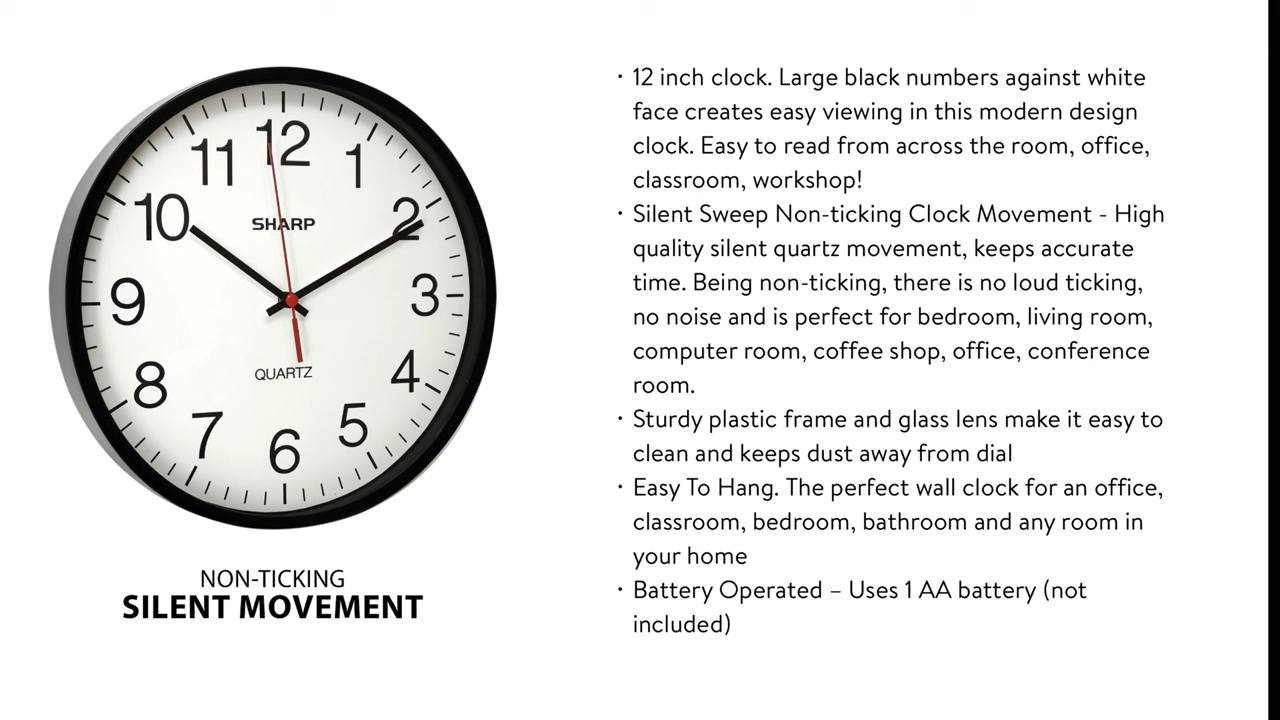 12
11
1
10
2
SHARP
9
3
8
4
QUARTZ
7
5
6
NON-TICKING
SILENT MOVEMENT
· 12 inch clock. Large black numbers against white
face creates easy viewing in this modern design
clock. Easy to read from across the room, office,
classroom, workshop!
· Silent Sweep Non-ticking Clock Movement - High
quality silent quartz movement, keeps accurate
time. Being non-ticking, there is no loud ticking,
no noise and is perfect for bedroom, living room,
computer room, coffee shop, office, conference
room.
· Sturdy plastic frame and glass lens make it easy to
clean and keeps dust away from dial
· Easy To Hang. The perfect wall clock for an office,
classroom, bedroom, bathroom and any room in
your home
· Battery Operated – Uses 1 AA battery (not
included)